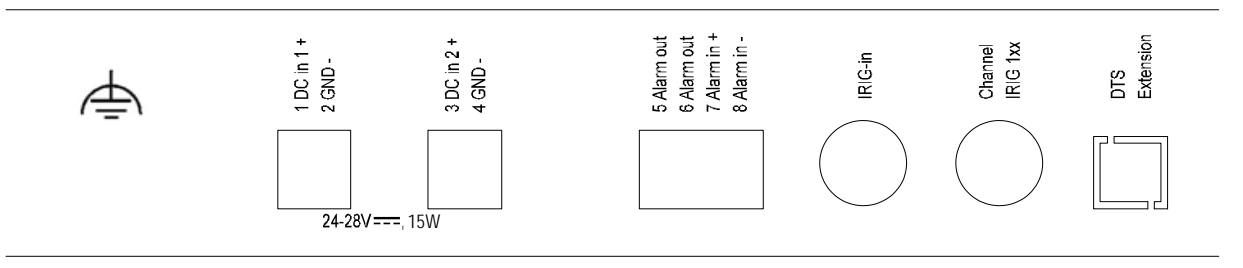 1 DC in 1 +
2 GND -
3 DC in 2 +
4 GND -
5 Alarm out
6 Alarm out
7 Alarm in +
8 Alarm in -
IRIG-in
Channel
IRIG 1xx
DTS
Extension
24-28V⎓, 15W